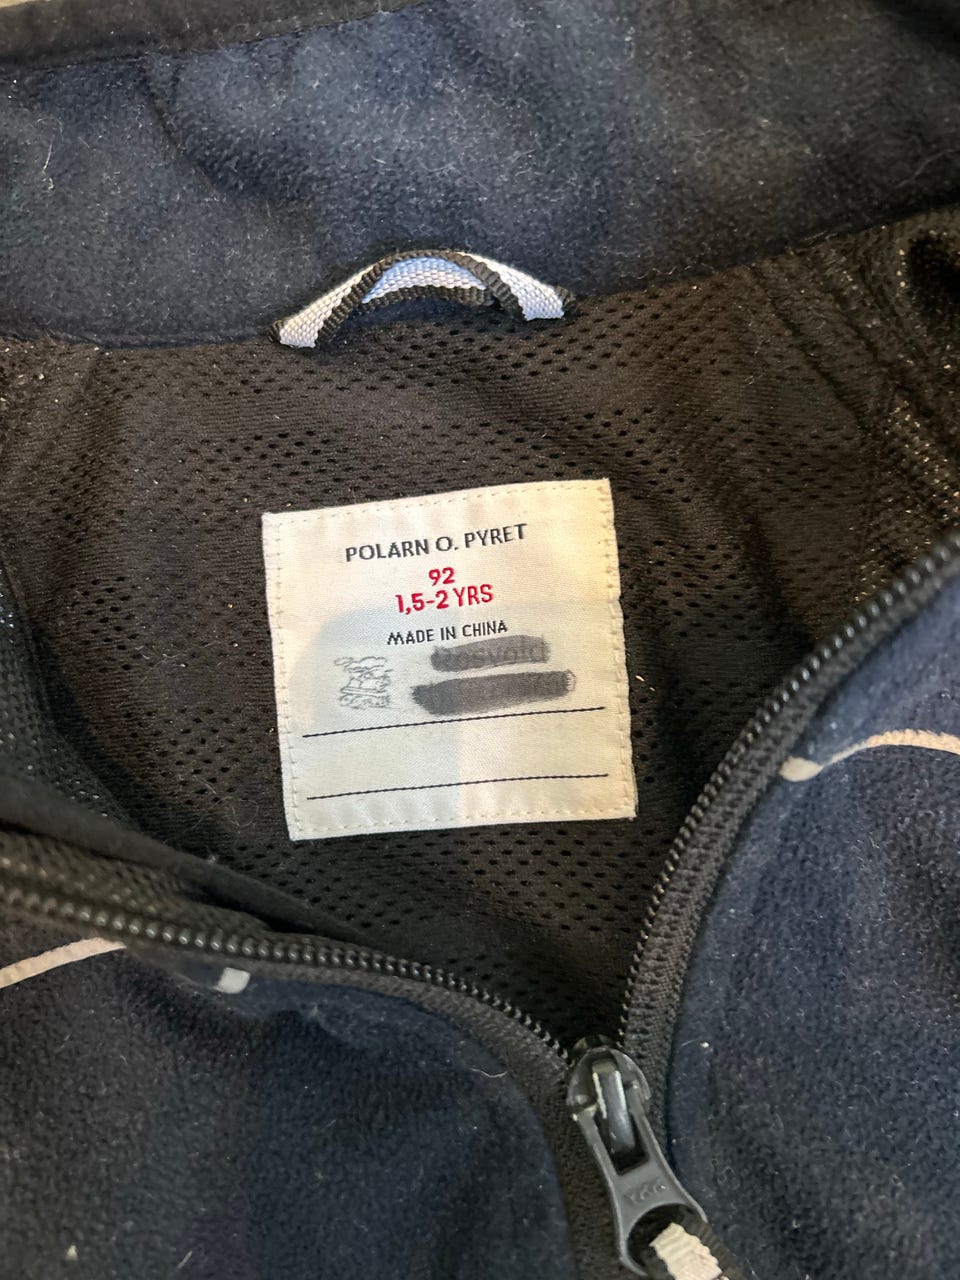 POLARN O. PYRET
92
1,5-2 YRS
MADE IN CHINA